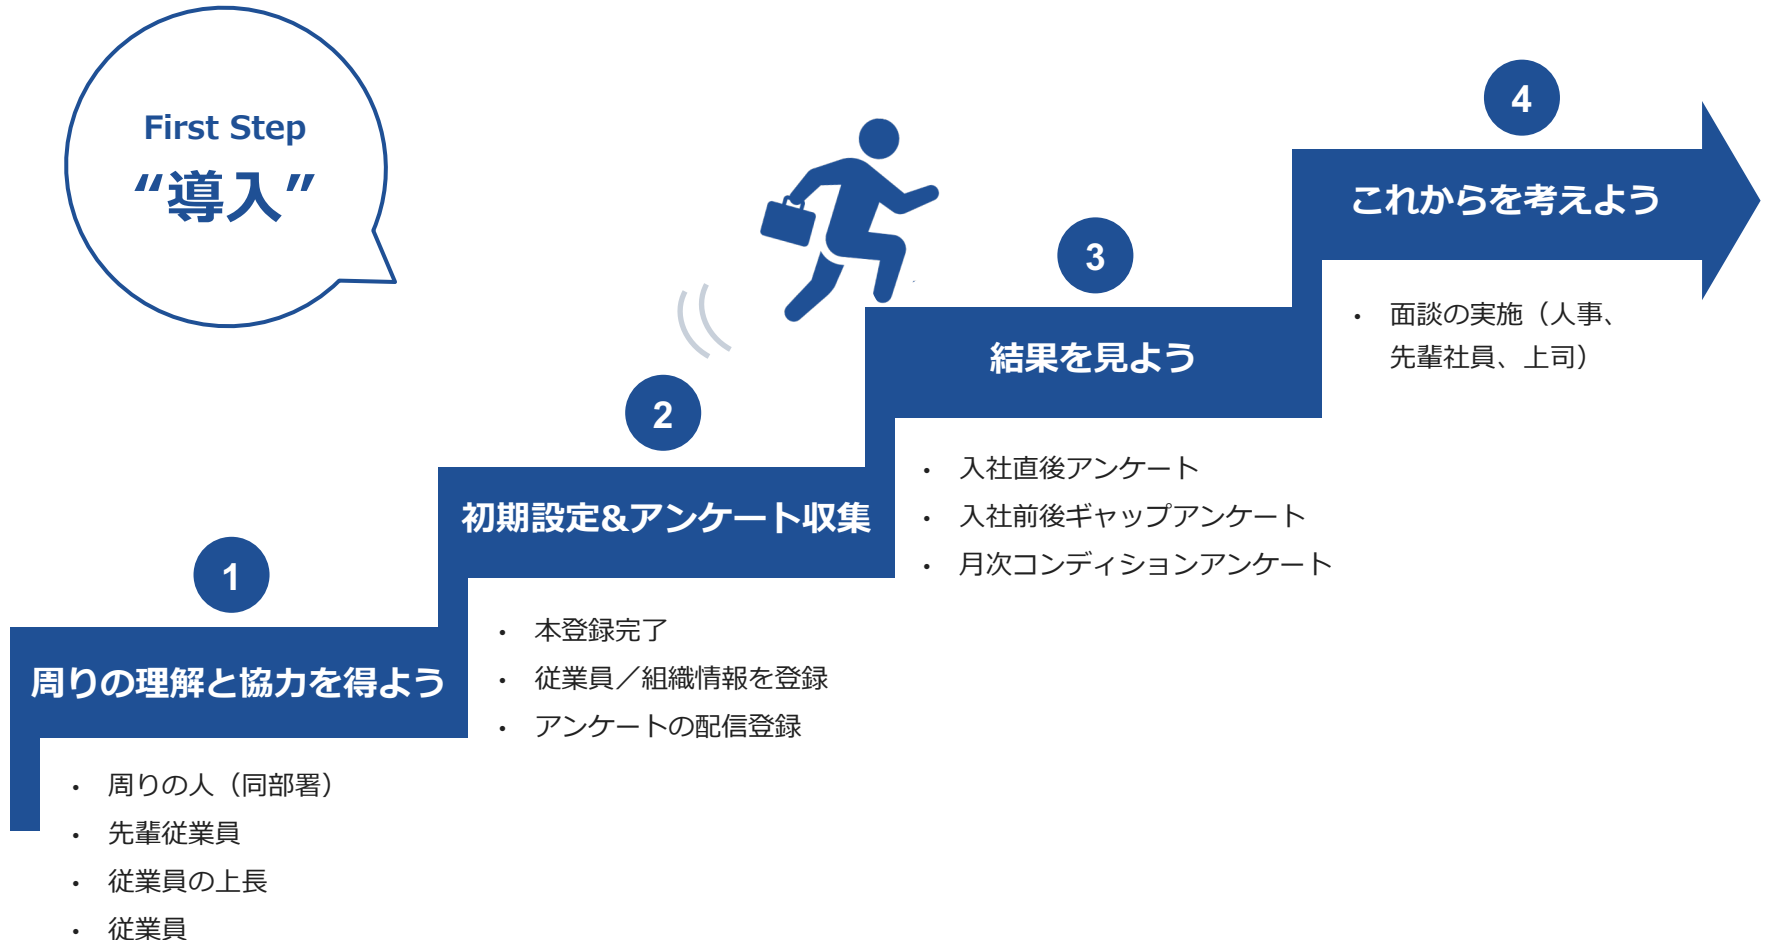 First Step
“導入”
1
周りの理解と協力を得よう
• 周りの人（同部署）
• 先輩従業員
• 従業員の上長
• 従業員
2
初期設定&アンケート収集
• 本登録完了
• 従業員／組織情報を登録
• アンケートの配信登録
3
結果を見よう
• 入社直後アンケート
• 入社前後ギャップアンケート
• 月次コンディションアンケート
4
これからを考えよう
• 面談の実施（人事、
先輩社員、上司）